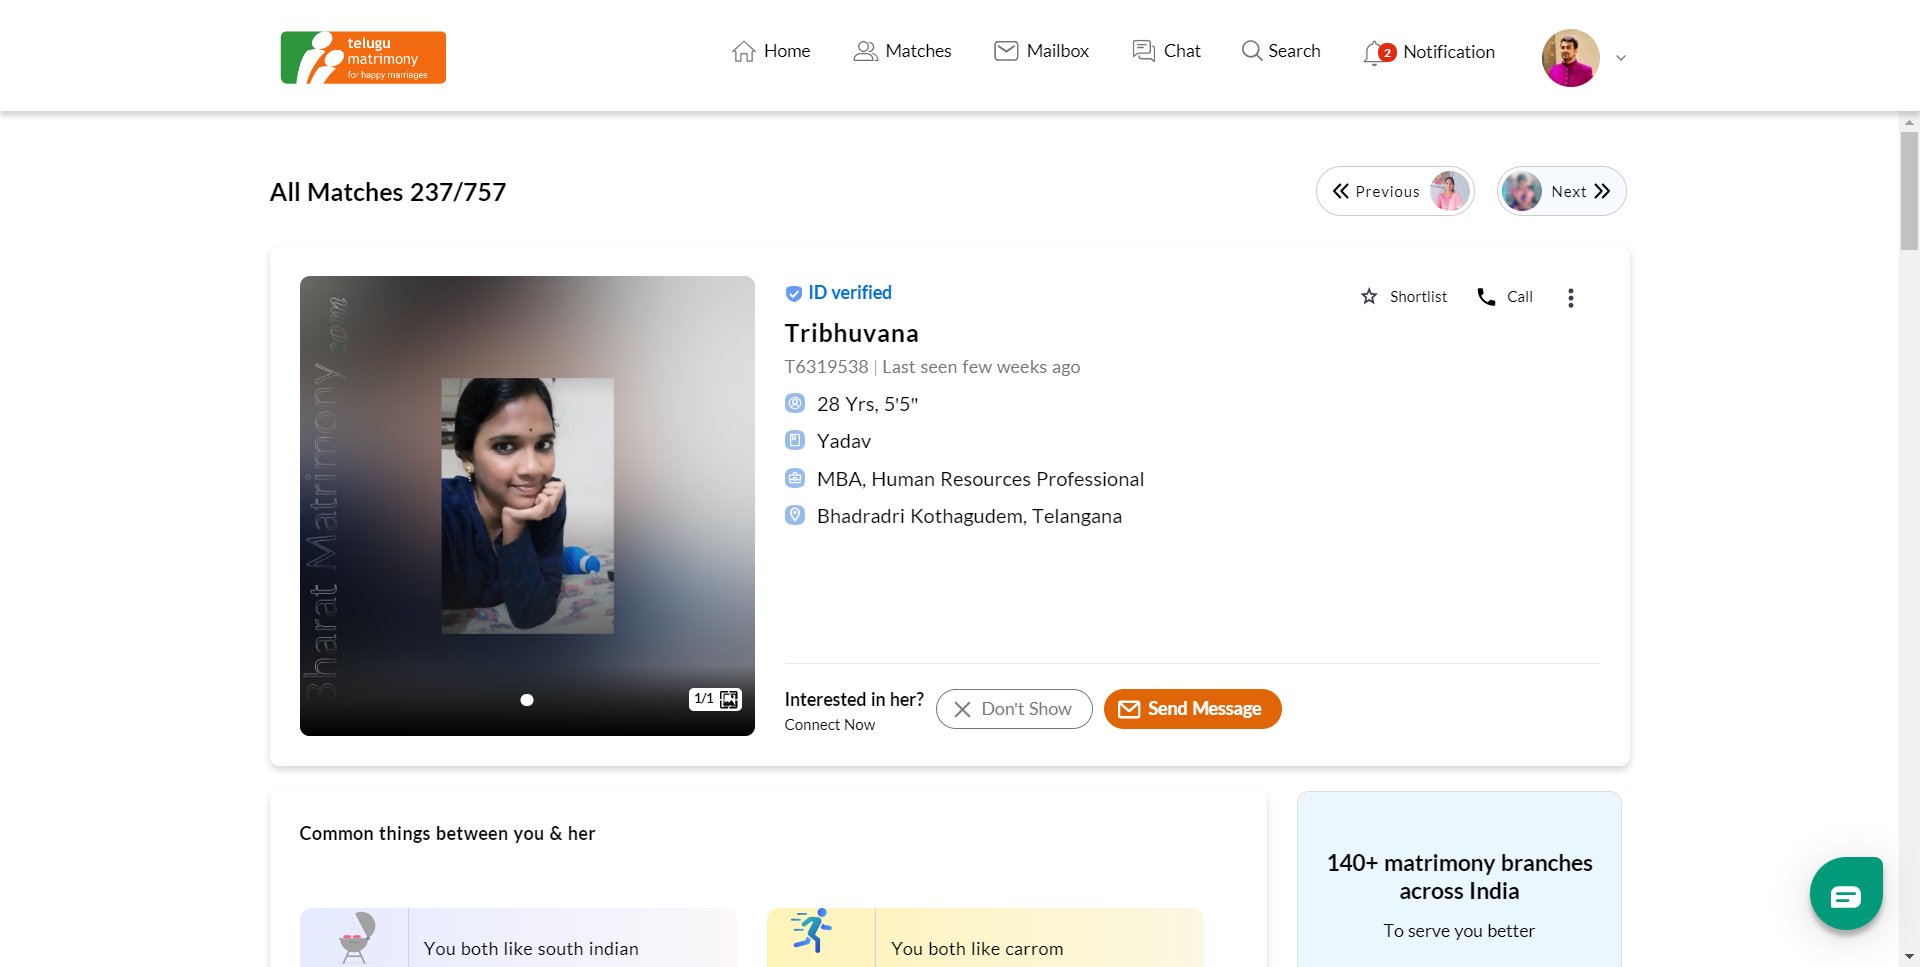 telugu
matrimony
for happy marriages
Home
Matches
Mailbox
Chat
Search
2
Notification
All Matches 237/757
Previous
Next
Bharat Matrimony.com
1/1
ID verified
Shortlist
Call
Tribhuvana
T6319538 | Last seen few weeks ago
28 Yrs, 5'5"
Yadav
MBA, Human Resources Professional
Bhadradri Kothagudem, Telangana
Interested in her?
Connect Now
Don't Show
Send Message
Common things between you & her
You both like south indian
You both like carrom
140+ matrimony branches
across India
To serve you better